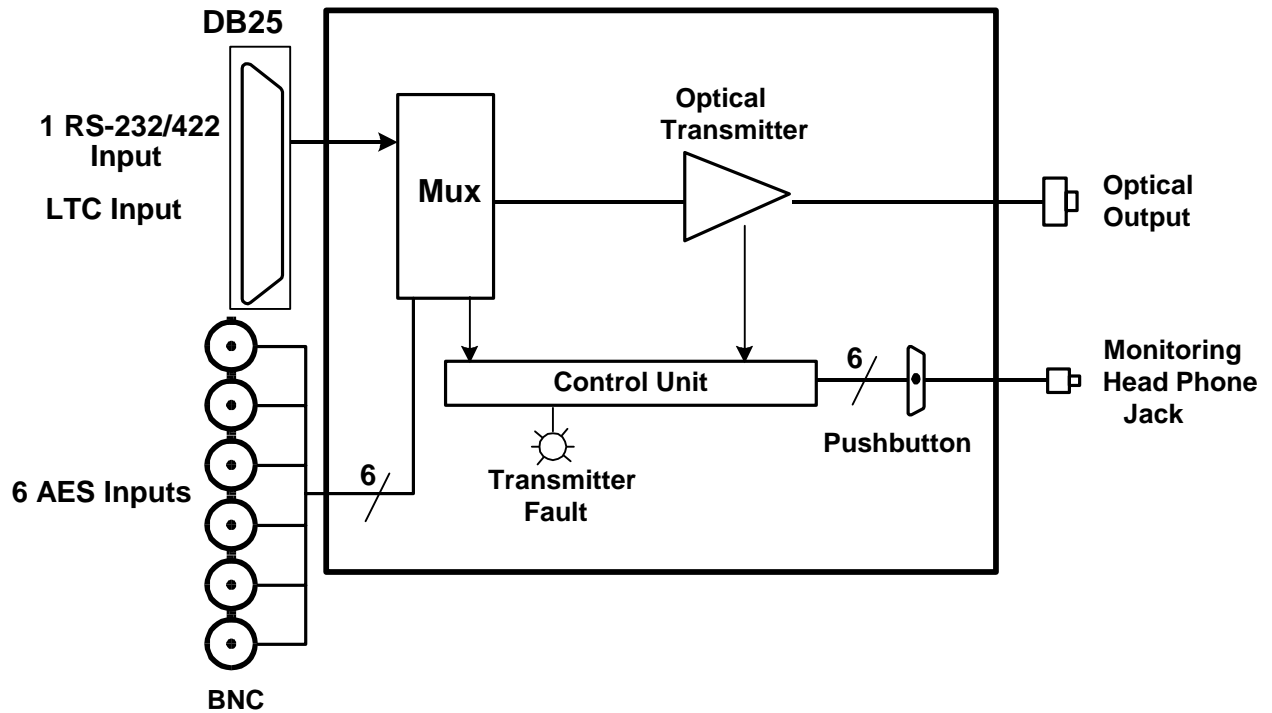 DB25
1 RS-232/422
Input
LTC Input
Mux
Optical
Transmitter
Optical
Output
Control Unit
6
Pushbutton
Monitoring
Head Phone
Jack
Transmitter
Fault
6 AES Inputs
6
BNC